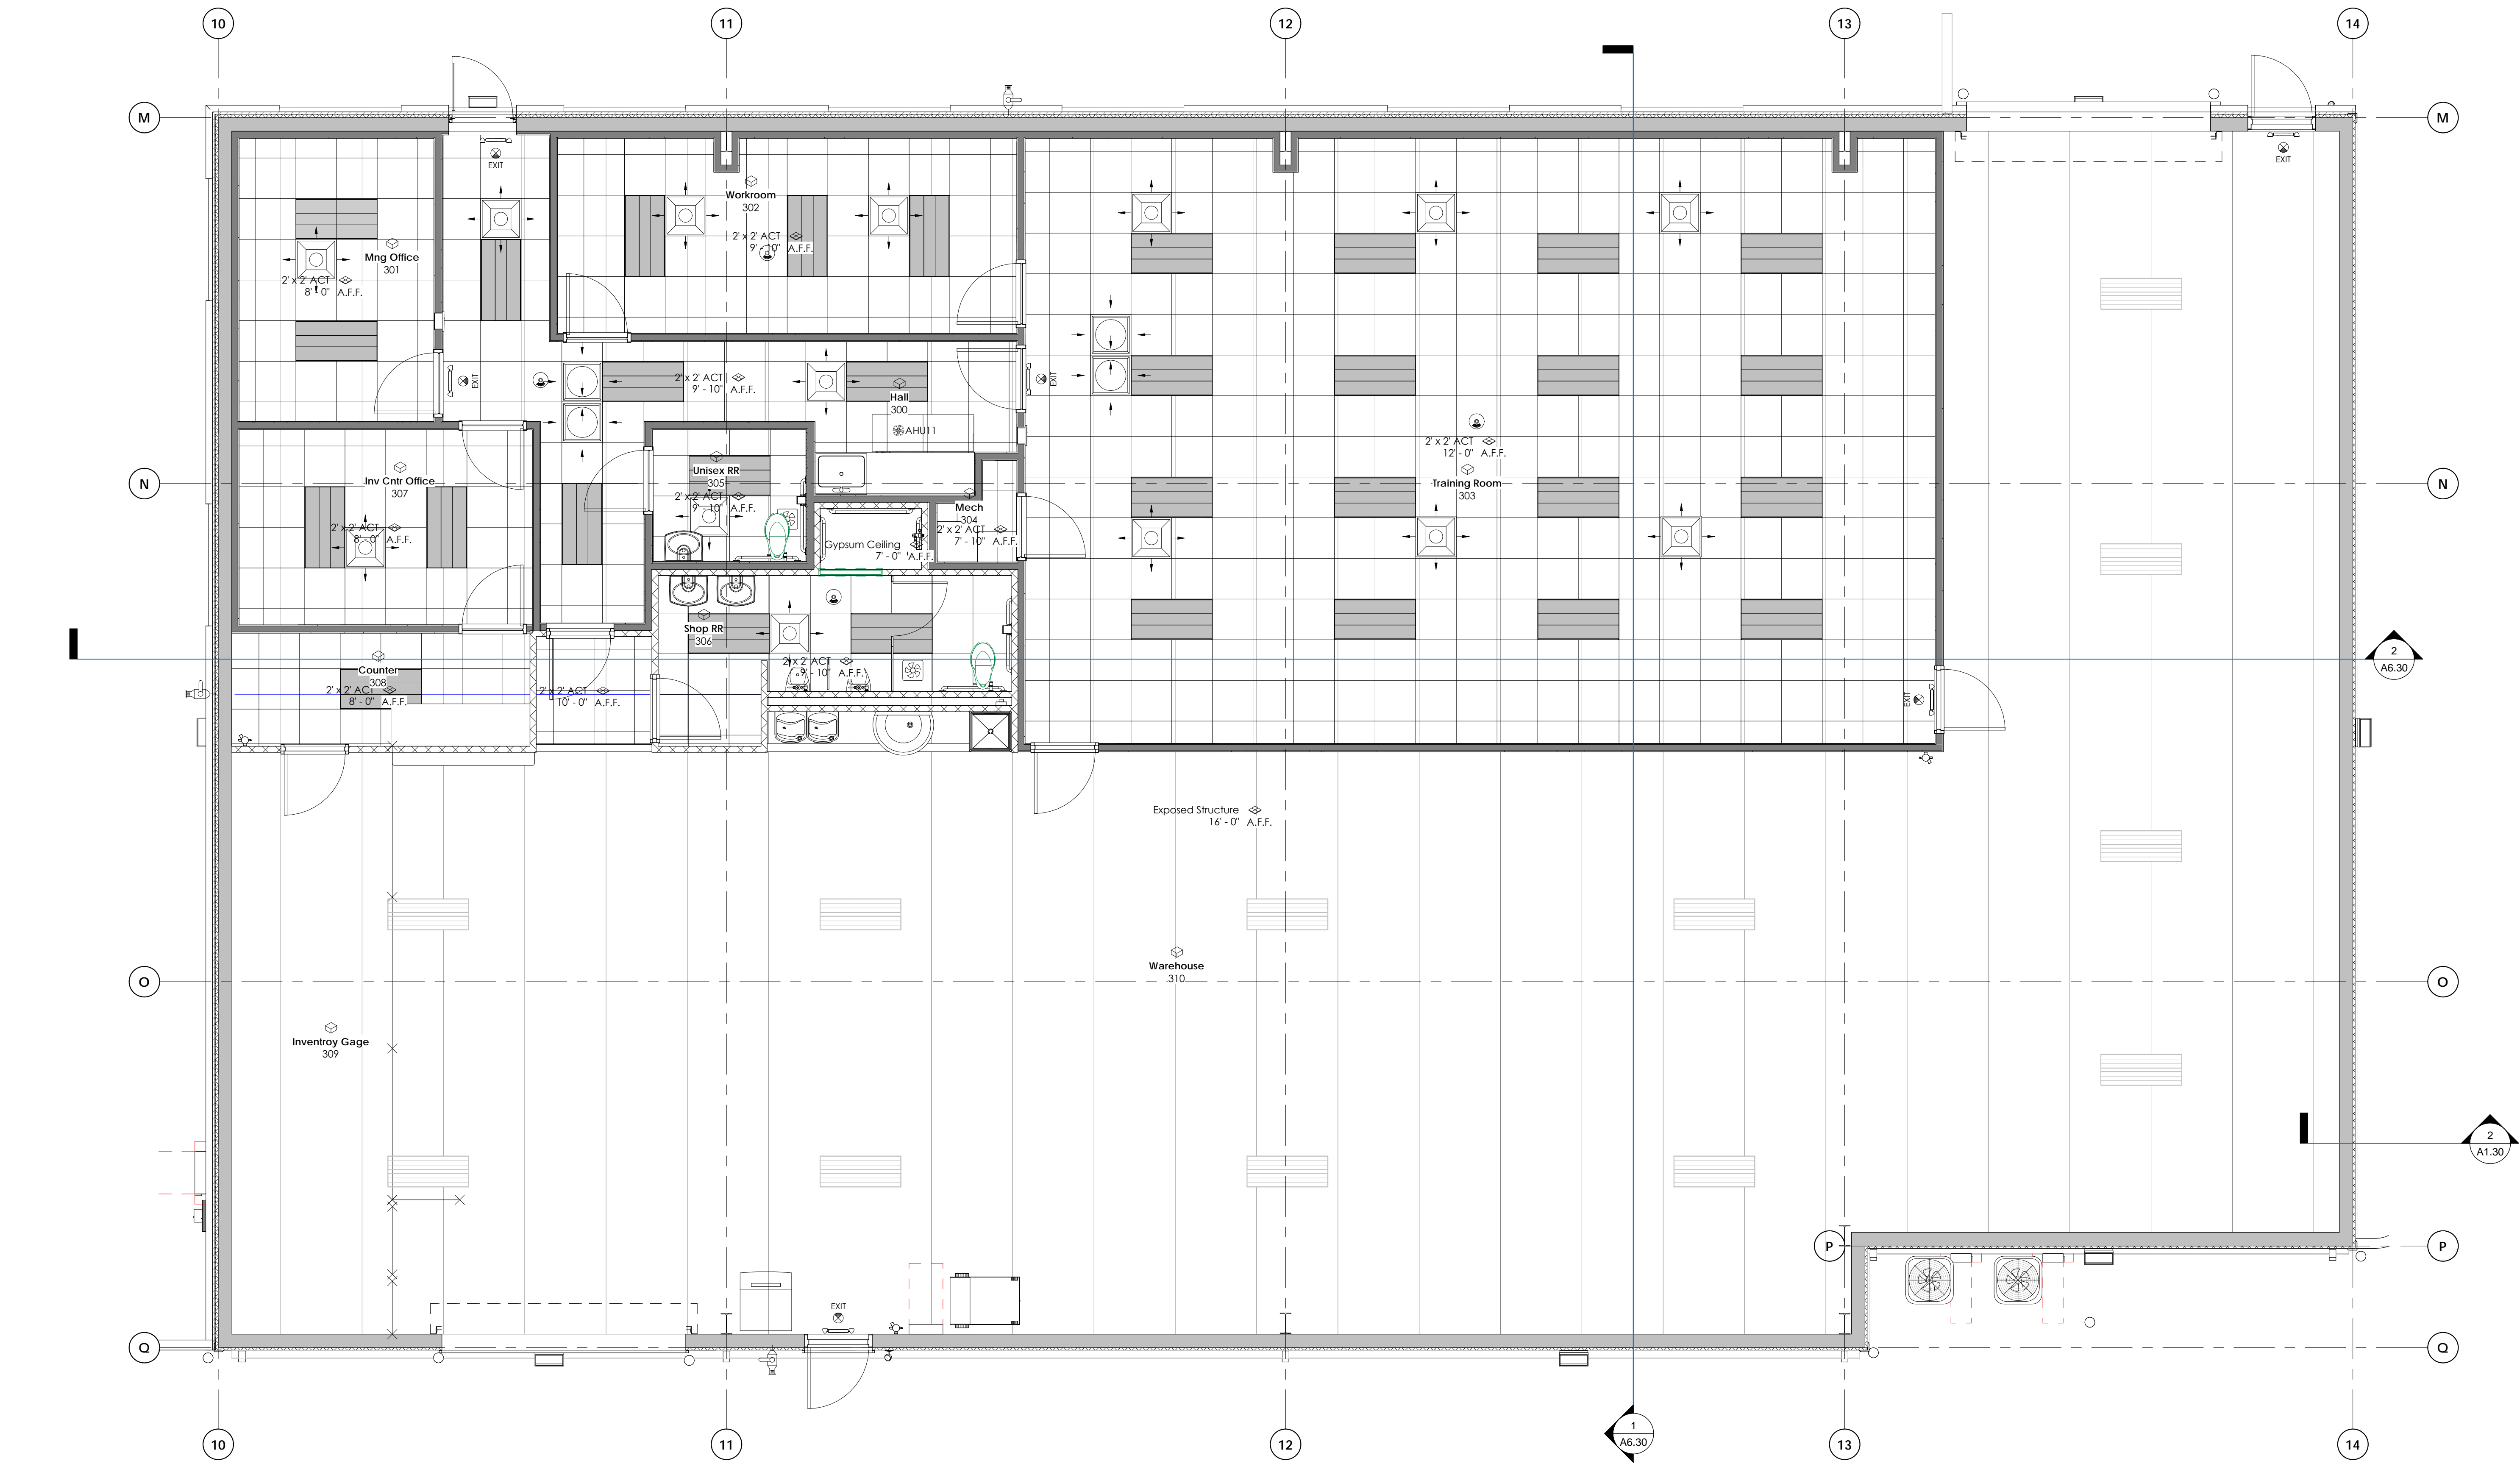 10 11 12 13 14
M M
EXIT
EXIT
Workroom
302
2' x 2' ACT
9' - 10" A.F.F.
Mng Office
301
2' x 2' ACT
8' - 0" A.F.F.
EXIT
2' x 2' ACT
9' - 10" A.F.F.
Hall
300
EXIT
AHU11
2' x 2' ACT
12' - 0" A.F.F.
Training Room
303
N N
Inv Cntr Office
307
2' x 2' ACT
8' - 0" A.F.F.
Unisex RR
305
2' x 2' ACT
9' - 10" A.F.F.
Mech
304
2' x 2' ACT
7' - 10" A.F.F.
Gypsum Ceiling
7' - 0" A.F.F.
Shop RR
306
2' x 2' ACT
9' - 10" A.F.F.
2
A6.30
Counter
308
2' x 2' ACT
8' - 0" A.F.F.
2' x 2' ACT
10' - 0" A.F.F.
EXIT
Exposed Structure
16' - 0" A.F.F.
Warehouse
310
O O
Inventroy Gage
309
2
A1.30
P P
EXIT
Q Q
1
A6.30
10 11 12 13 14